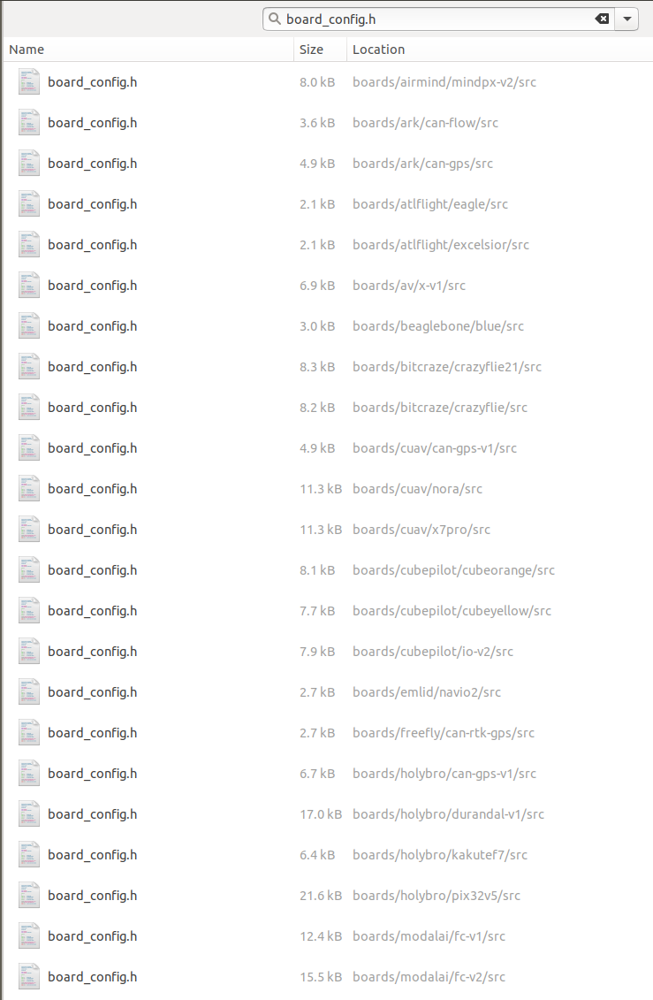 board_config.h
Name Size Location
board_config.h 8.0 kB boards/airmind/mindpx-v2/src
board_config.h 3.6 kB boards/ark/can-flow/src
board_config.h 4.9 kB boards/ark/can-gps/src
board_config.h 2.1 kB boards/atlflight/eagle/src
board_config.h 2.1 kB boards/atlflight/excelsior/src
board_config.h 6.9 kB boards/av/x-v1/src
board_config.h 3.0 kB boards/beaglebone/blue/src
board_config.h 8.3 kB boards/bitcraze/crazyflie21/src
board_config.h 8.2 kB boards/bitcraze/crazyflie/src
board_config.h 4.9 kB boards/cuav/can-gps-v1/src
board_config.h 11.3 kB boards/cuav/nora/src
board_config.h 11.3 kB boards/cuav/x7pro/src
board_config.h 8.1 kB boards/cubepilot/cubeorange/src
board_config.h 7.7 kB boards/cubepilot/cubeyellow/src
board_config.h 7.9 kB boards/cubepilot/io-v2/src
board_config.h 2.7 kB boards/emlid/navio2/src
board_config.h 2.7 kB boards/freefly/can-rtk-gps/src
board_config.h 6.7 kB boards/holybro/can-gps-v1/src
board_config.h 17.0 kB boards/holybro/durandal-v1/src
board_config.h 6.4 kB boards/holybro/kakutef7/src
board_config.h 21.6 kB boards/holybro/pix32v5/src
board_config.h 12.4 kB boards/modalai/fc-v1/src
board_config.h 15.5 kB boards/modalai/fc-v2/src